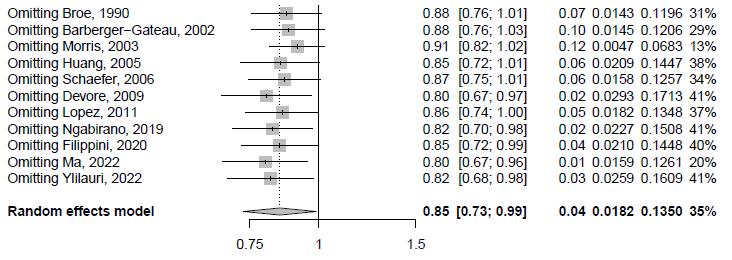 Omitting Broe, 1990 0.88 [0.76; 1.01] 0.07 0.0143 0.1196 31%
Omitting Barberger−Gateau, 2002 0.88 [0.76; 1.03] 0.10 0.0145 0.1206 29%
Omitting Morris, 2003 0.91 [0.82; 1.02] 0.12 0.0047 0.0683 13%
Omitting Huang, 2005 0.85 [0.72; 1.01] 0.06 0.0209 0.1447 38%
Omitting Schaefer, 2006 0.87 [0.75; 1.01] 0.06 0.0158 0.1257 34%
Omitting Devore, 2009 0.80 [0.67; 0.97] 0.02 0.0293 0.1713 41%
Omitting Lopez, 2011 0.86 [0.74; 1.00] 0.05 0.0182 0.1348 37%
Omitting Ngabirano, 2019 0.82 [0.70; 0.98] 0.02 0.0227 0.1508 41%
Omitting Filippini, 2020 0.85 [0.72; 0.99] 0.04 0.0210 0.1448 40%
Omitting Ma, 2022 0.80 [0.67; 0.96] 0.01 0.0159 0.1261 20%
Omitting Ylilauri, 2022 0.82 [0.68; 0.98] 0.03 0.0259 0.1609 41%
Random effects model 0.85 [0.73; 0.99] 0.04 0.0182 0.1350 35%
0.75 1 1.5